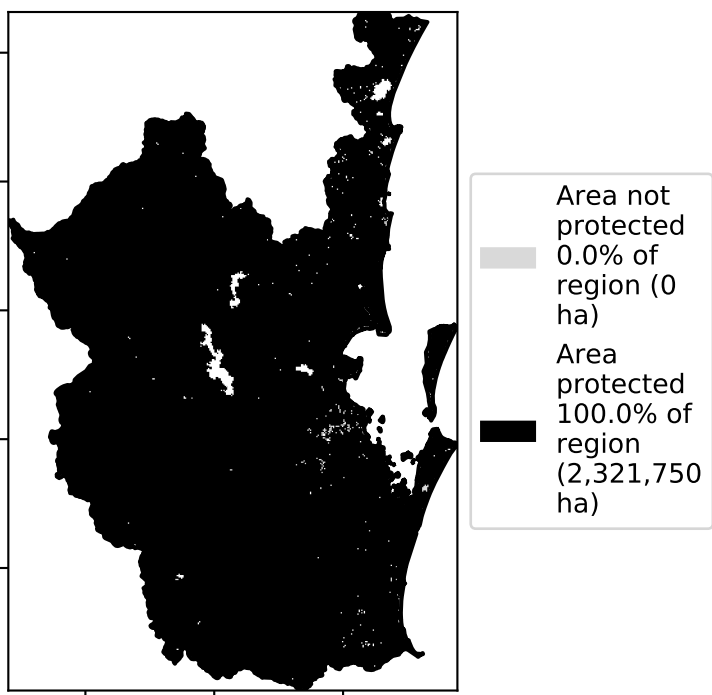 Area not
protected
0.0% of
region (0
ha)
Area
protected
100.0% of
region
(2,321,750
ha)